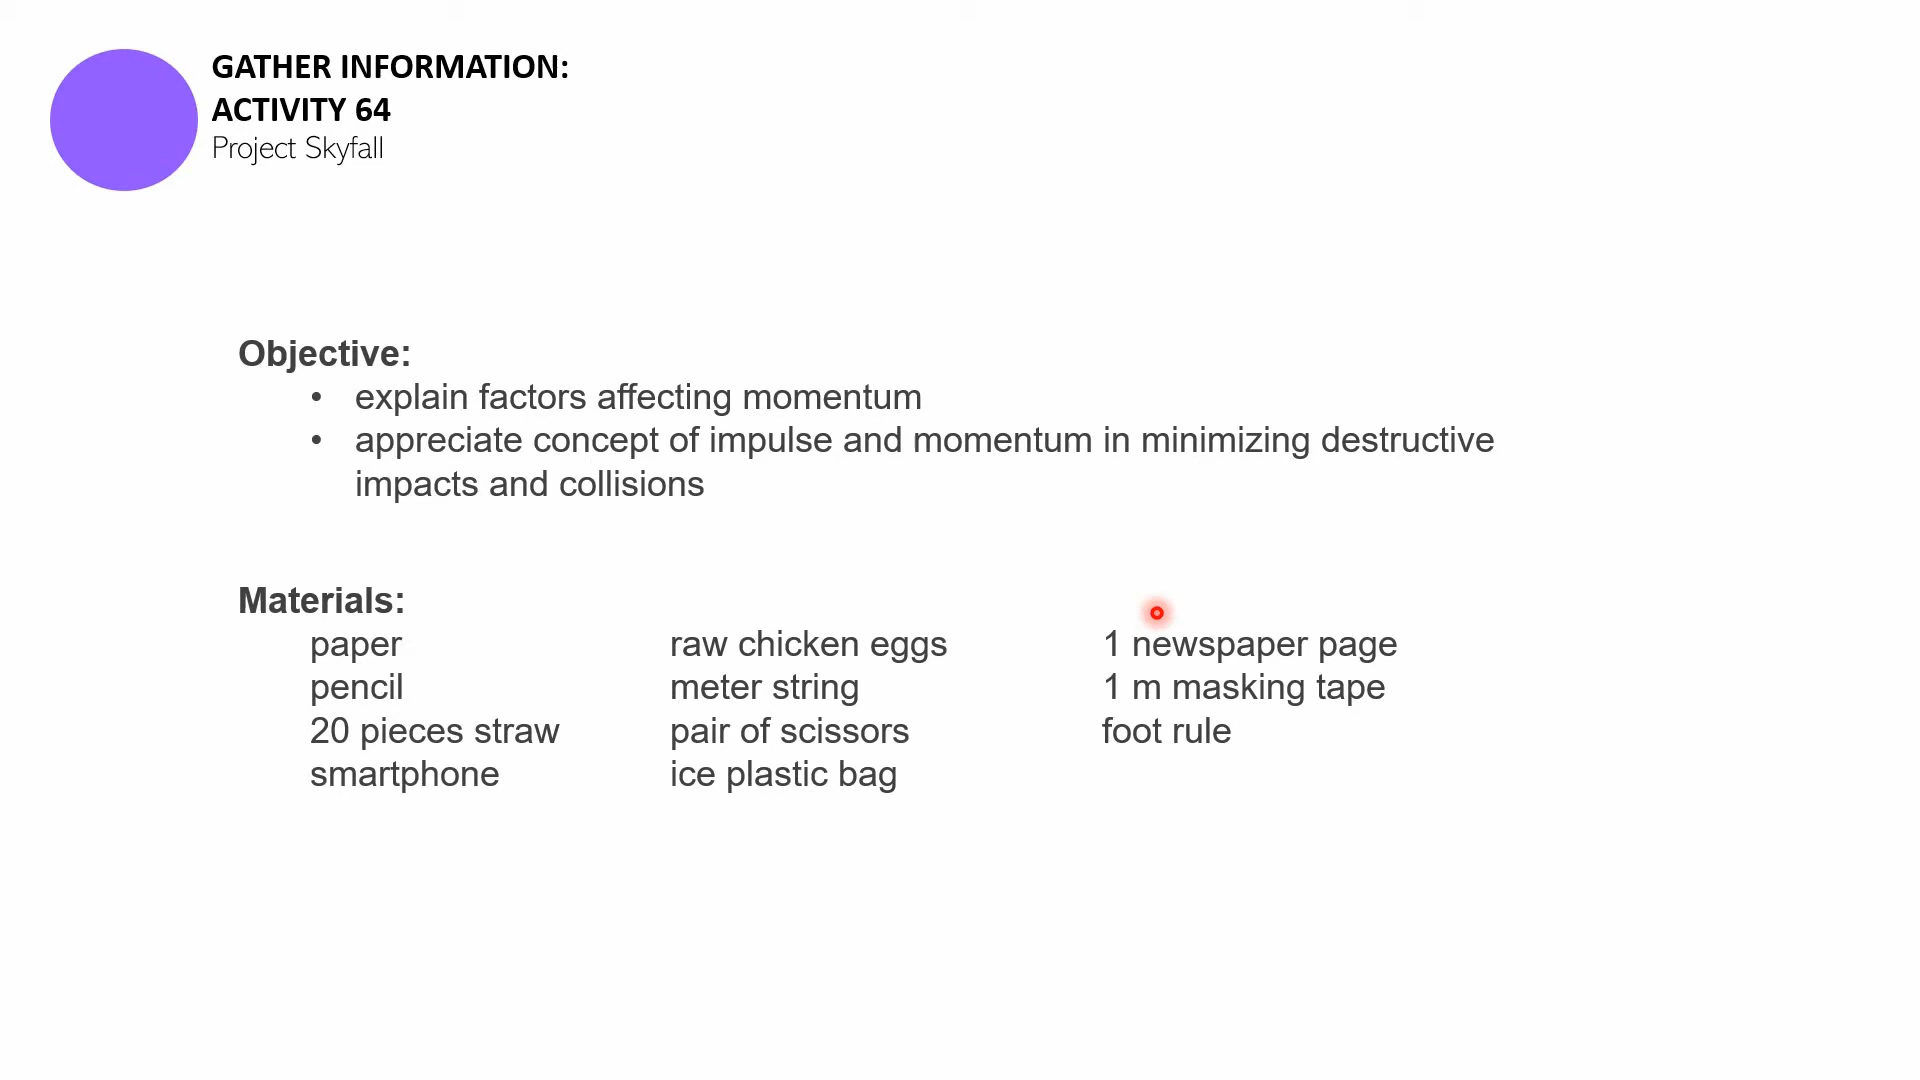 GATHER INFORMATION:
ACTIVITY 64
Project Skyfall
Objective:
• explain factors affecting momentum
• appreciate concept of impulse and momentum in minimizing destructive
impacts and collisions
Materials:
paper raw chicken eggs 1 newspaper page
pencil meter string 1 m masking tape
20 pieces straw pair of scissors foot rule
smartphone ice plastic bag